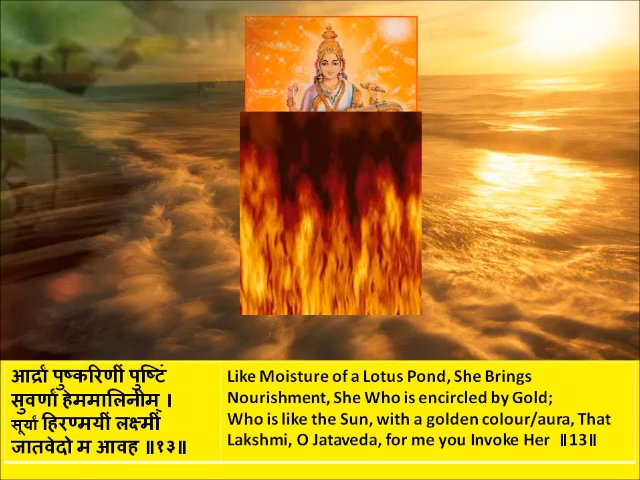 आर्द्रां पुष्करिणीं पुष्टिं
सुवर्णां हेममालिनीम् ।
सूर्यां हिरण्मयीं लक्ष्मीं
जातवेदो म आवह ॥१३॥
Like Moisture of a Lotus Pond, She Brings
Nourishment, She Who is encircled by Gold;
Who is like the Sun, with a golden colour/aura, That
Lakshmi, O Jataveda, for me you Invoke Her ॥13॥